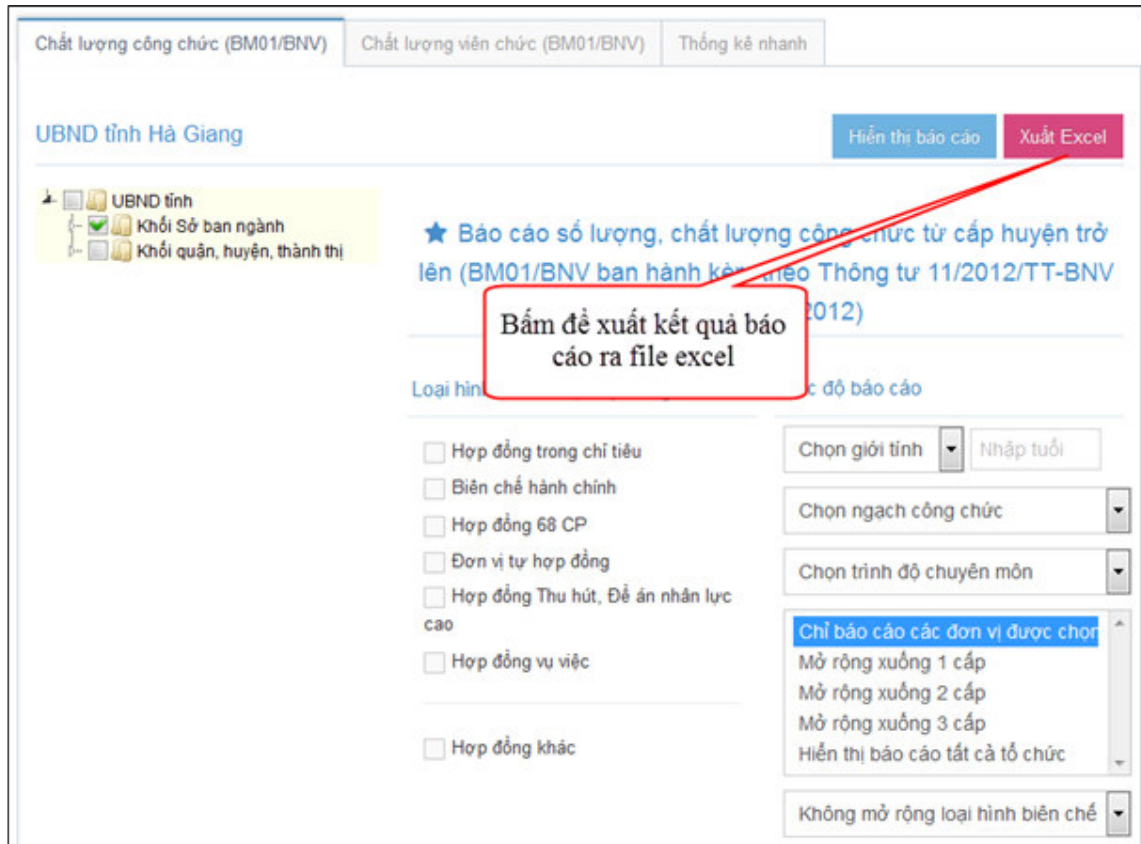 Chất lượng công chức (BM01/BNV) Chất lượng viên chức (BM01/BNV) Thống kê nhanh
UBND tỉnh Hà Giang Hiển thị báo cáo Xuất Excel
UBND tỉnh
Khối Sở ban ngành
Khối quận, huyện, thành thị
Báo cáo số lượng, chất lượng công chức từ cấp huyện trở
lên (BM01/BNV ban hành kèm theo Thông tư 11/2012/TT-BNV
2012)
Bấm để xuất kết quả báo
cáo ra file excel
Loại hình độ báo cáo
Hợp đồng trong chỉ tiêu
Biên chế hành chính
Hợp đồng 68 CP
Đơn vị tự hợp đồng
Hợp đồng Thu hút, Đề án nhân lực
cao
Hợp đồng vụ việc
Hợp đồng khác
Chọn giới tính Nhập tuổi
Chọn ngạch công chức
Chọn trình độ chuyên môn
Chỉ báo cáo các đơn vị được chọn
Mở rộng xuống 1 cấp
Mở rộng xuống 2 cấp
Mở rộng xuống 3 cấp
Hiển thị báo cáo tất cả tổ chức
Không mở rộng loại hình biên chế